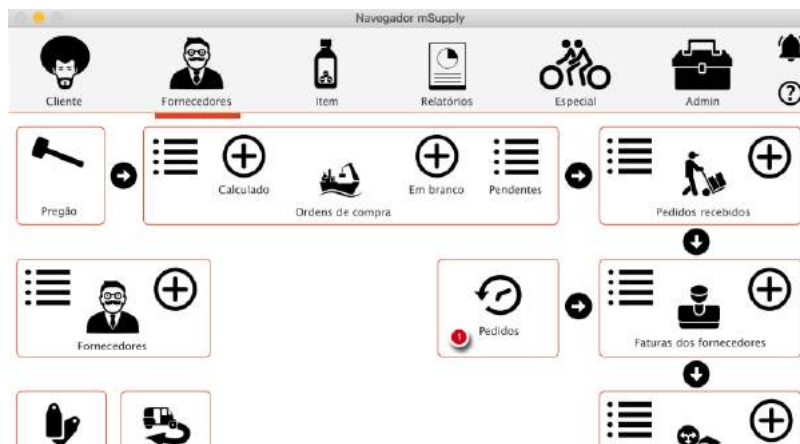 Navegador mSupply
Cliente
Fornecedores
Item
Relatórios
Especial
Admin
Pregão
Calculado
Em branco
Pendentes
Ordens de compra
Pedidos recebidos
Fornecedores
1
Pedidos
Faturas dos fornecedores